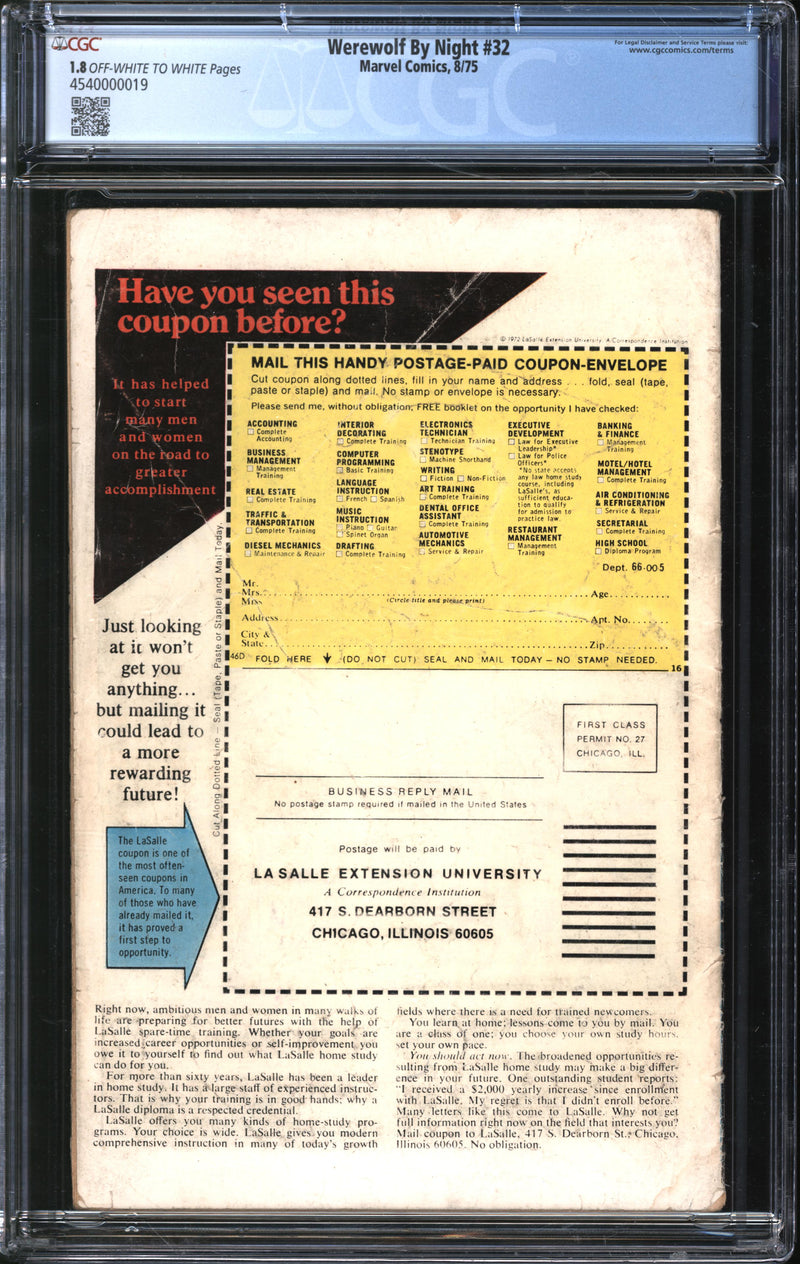 CGC
Werewolf By Night #32
Marvel Comics, 8/75
1.8 OFF-WHITE TO WHITE Pages
4540000019
For Legal Disclaimer and Service Terms please visit:
www.cgccomics.com/terms
CGC
Have you seen this
coupon before?
© 1972 LaSalle Extension University A Correspondence Institution
It has helped
to start
many men
and women
on the road to
greater
accomplishment
MAIL THIS HANDY POSTAGE-PAID COUPON-ENVELOPE
Cut coupon along dotted lines, fill in your name and address . . . fold, seal (tape,
paste or staple) and mail. No stamp or envelope is necessary.
Please send me, without obligation, FREE booklet on the opportunity I have checked:
ACCOUNTING
Complete
Accounting
BUSINESS
MANAGEMENT
Management
Training
REAL ESTATE
Complete Training
TRAFFIC &
TRANSPORTATION
Complete Training
DIESEL MECHANICS
Maintenance & Repair
INTERIOR
DECORATING
Complete Training
COMPUTER
PROGRAMMING
Basic Training
LANGUAGE
INSTRUCTION
French Spanish
MUSIC
INSTRUCTION
Piano Guitar
Spinet Organ
DRAFTING
Complete Training
ELECTRONICS
TECHNICIAN
Technician Training
STENOTYPE
Machine Shorthand
WRITING
Fiction Non-Fiction
ART TRAINING
Complete Training
DENTAL OFFICE
ASSISTANT
Complete Training
AUTOMOTIVE
MECHANICS
Service & Repair
EXECUTIVE
DEVELOPMENT
Law for Executive
Leadership*
Law for Police
Officers*
*No state accepts
any law home study
course, including
LaSalle's, as
sufficient educa-
tion to qualify
for admission to
practice law.
RESTAURANT
MANAGEMENT
Management
Training
BANKING
& FINANCE
Management
Training
MOTEL/HOTEL
MANAGEMENT
Complete Training
AIR CONDITIONING
& REFRIGERATION
Service & Repair
SECRETARIAL
Complete Training
HIGH SCHOOL
Diploma Program
Dept. 66-005
Mr.
Mrs. Age
Miss (Circle title and please print)
Address Apt. No.
City &
State Zip
46D FOLD HERE (DO NOT CUT) SEAL AND MAIL TODAY – NO STAMP NEEDED. 16
Cut Along Dotted Line – Seal (Tape, Paste or Staple) and Mail Today.
Just looking
at it won't
get you
anything...
but mailing it
could lead to
a more
rewarding
future!
The LaSalle
coupon is one of
the most often-
seen coupons in
America. To many
of those who have
already mailed it,
it has proved a
first step to
opportunity.
FIRST CLASS
PERMIT NO. 27
CHICAGO, ILL.
BUSINESS REPLY MAIL
No postage stamp required if mailed in the United States
Postage will be paid by
LA SALLE EXTENSION UNIVERSITY
A Correspondence Institution
417 S. DEARBORN STREET
CHICAGO, ILLINOIS 60605
Right now, ambitious men and women in many walks of
life are preparing for better futures with the help of
LaSalle spare-time training. Whether your goals are
increased career opportunities or self-improvement, you
owe it to yourself to find out what LaSalle home study
can do for you.
For more than sixty years, LaSalle has been a leader
in home study. It has a large staff of experienced instruc-
tors. That is why your training is in good hands; why a
LaSalle diploma is a respected credential.
LaSalle offers you many kinds of home-study pro-
grams. Your choice is wide. LaSalle gives you modern
comprehensive instruction in many of today's growth
fields where there is a need for trained newcomers.
You learn at home; lessons come to you by mail. You
are a class of one; you choose your own study hours,
set your own pace.
You should act now. The broadened opportunities re-
sulting from LaSalle home study may make a big differ-
ence in your future. One outstanding student reports:
"I received a $2,000 yearly increase since enrollment
with LaSalle. My regret is that I didn't enroll before."
Many letters like this come to LaSalle. Why not get
full information right now on the field that interests you?
Mail coupon to LaSalle, 417 S. Dearborn St., Chicago,
Illinois 60605. No obligation.